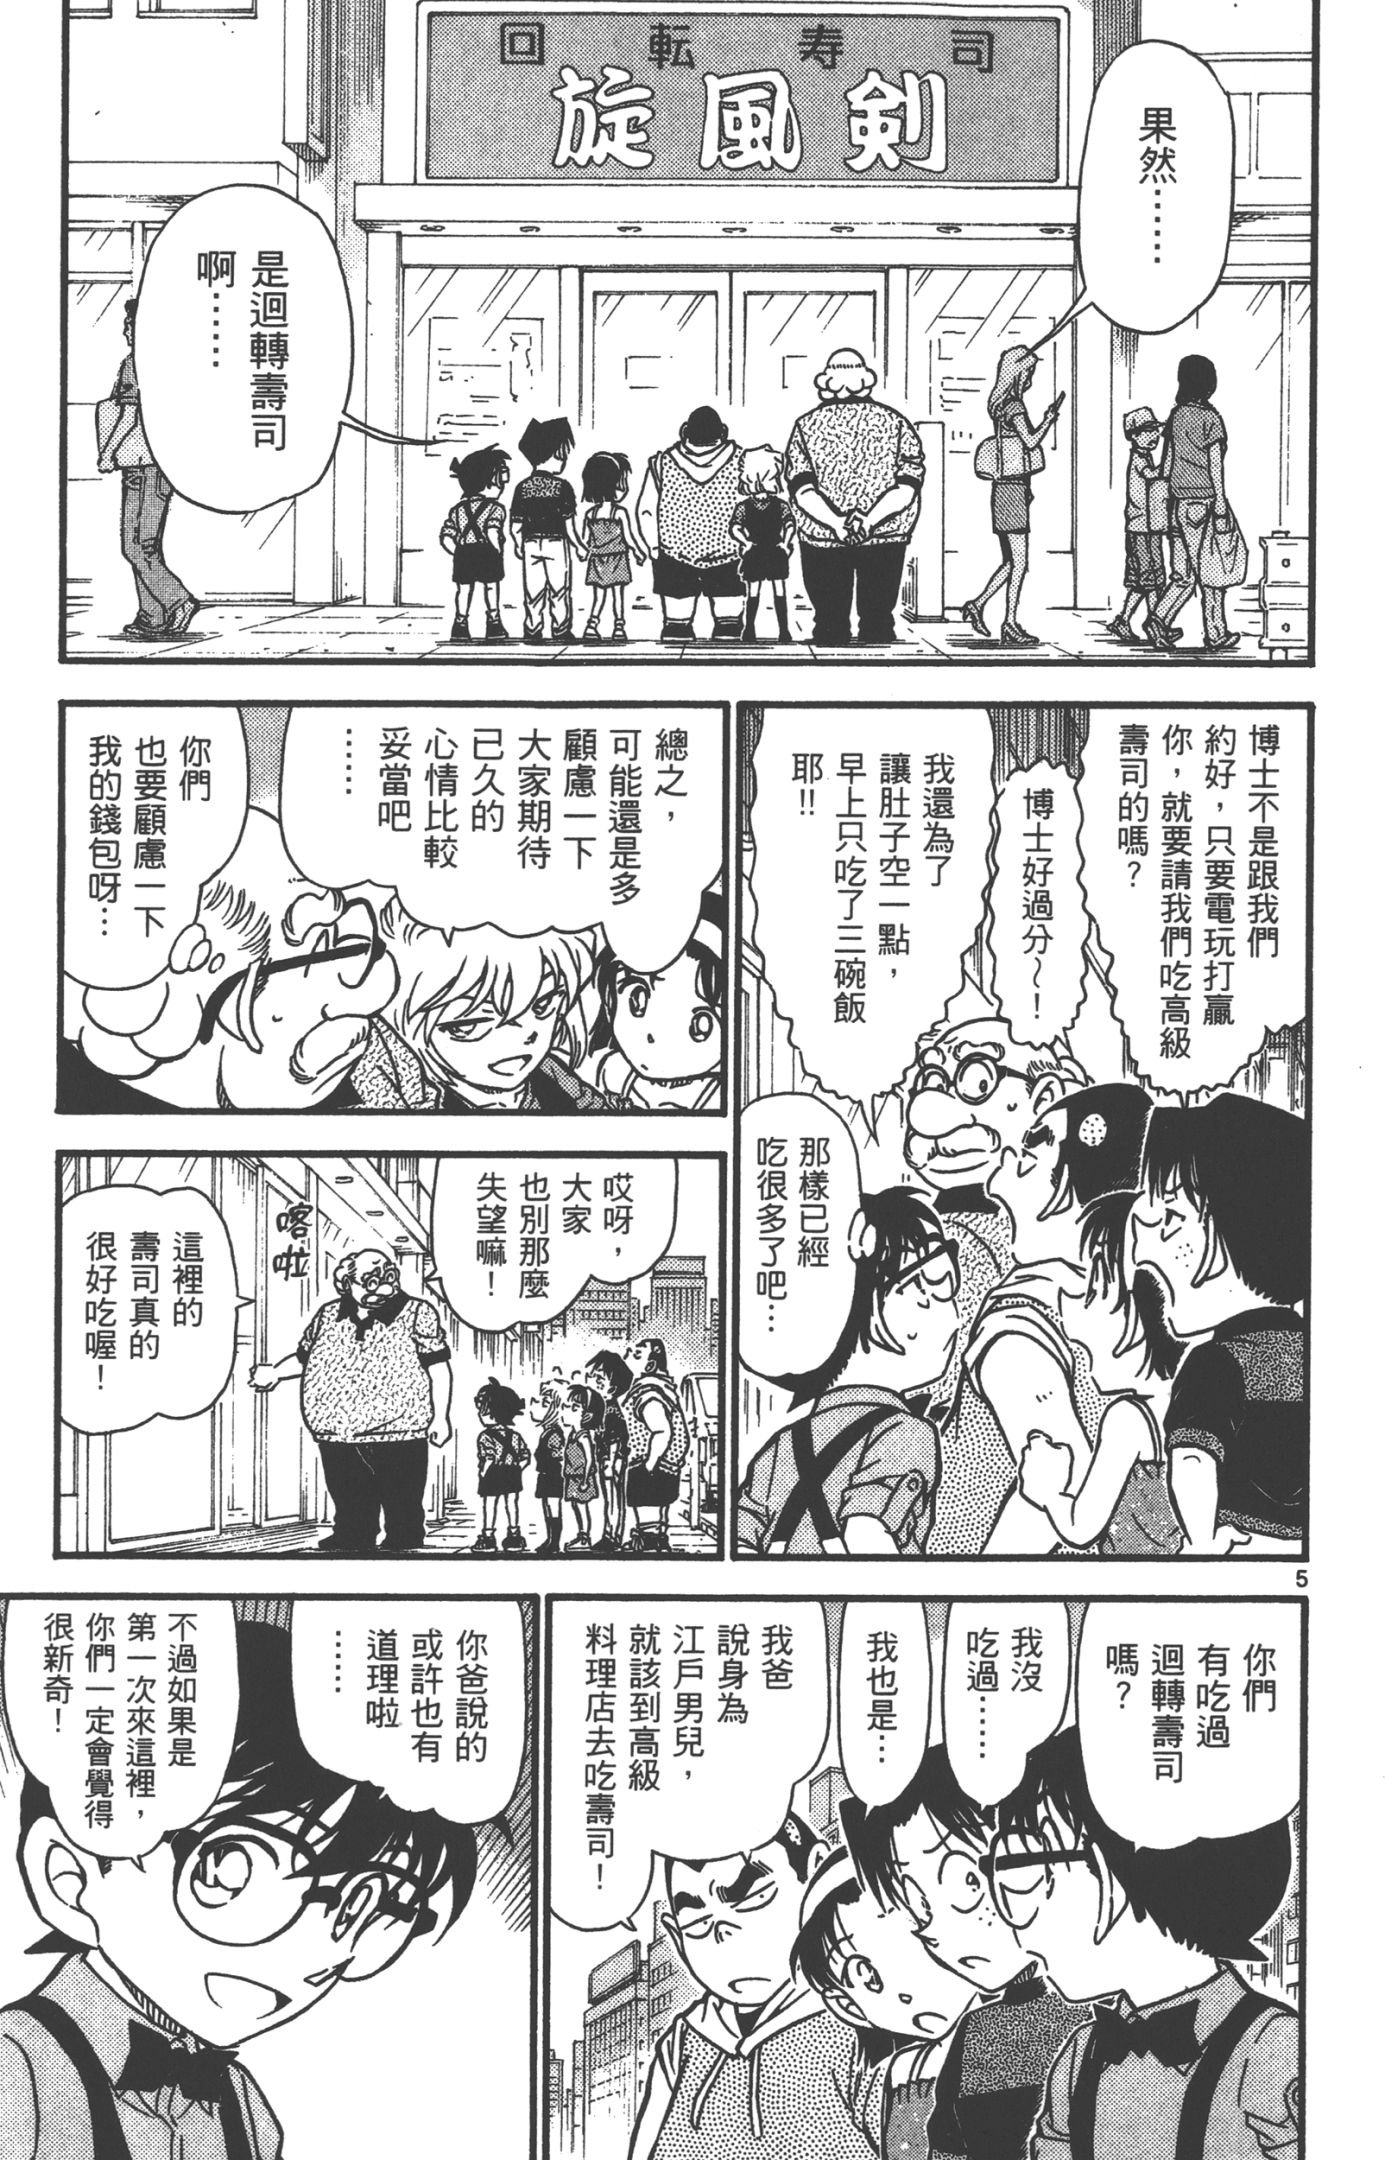 回転寿司
旋風剣
果然……
是迴轉壽司
啊……
博士不是跟我們
約好，只要電玩打贏
你，就要請我們吃高級
壽司的嗎？
博士好過分～！
我還為了
讓肚子空一點，
早上只吃了三碗飯
耶!!
那樣已經
吃很多了吧…
總之，
可能還是多
顧慮一下
大家期待
已久的
心情比較
妥當吧
……
你們
也要顧慮一下
我的錢包呀…
哎呀，
大家
也別那麼
失望嘛！
喀啦
這裡的
壽司真的
很好吃喔！
5
你們
有吃過
迴轉壽司
嗎？
我沒
吃過……
我也是…
我爸
說身為
江戶男兒，
就該到高級
料理店去吃壽司！
你爸說的
或許也有
道理啦
……
不過如果是
第一次來這裡，
你們一定會覺得
很新奇！